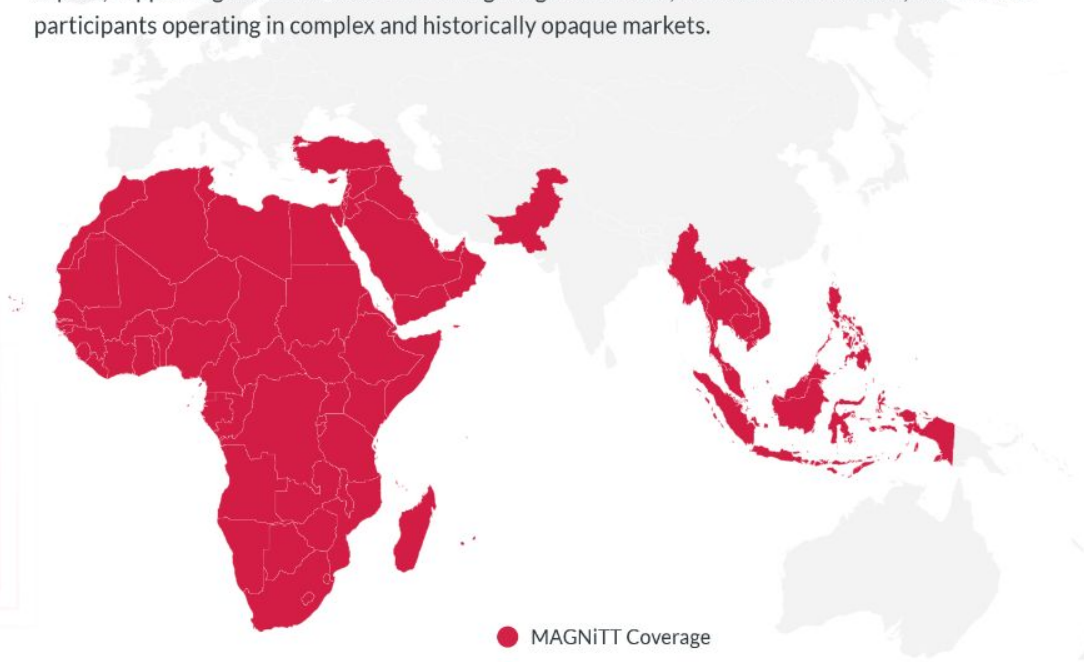 participants operating in complex and historically opaque markets.
MAGNiTT Coverage